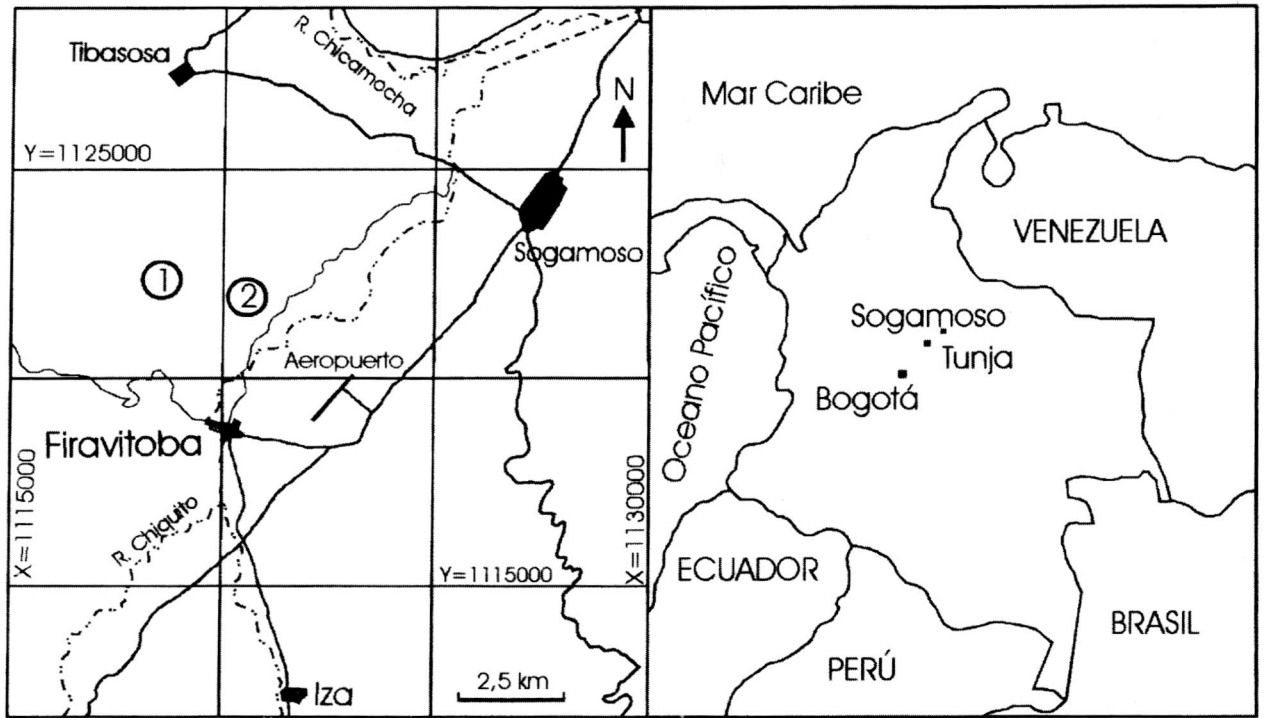 Tibasosa
R. Chicamocha
N
Y=1125000
Sogamoso
1
2
Aeropuerto
Firavitoba
X=1115000
R. Chiquito
Y=1115000
X=1130000
2,5 km
Iza
Mar Caribe
VENEZUELA
Oceano Pacífico
Sogamoso
Tunja
Bogotá
ECUADOR
PERÚ
BRASIL